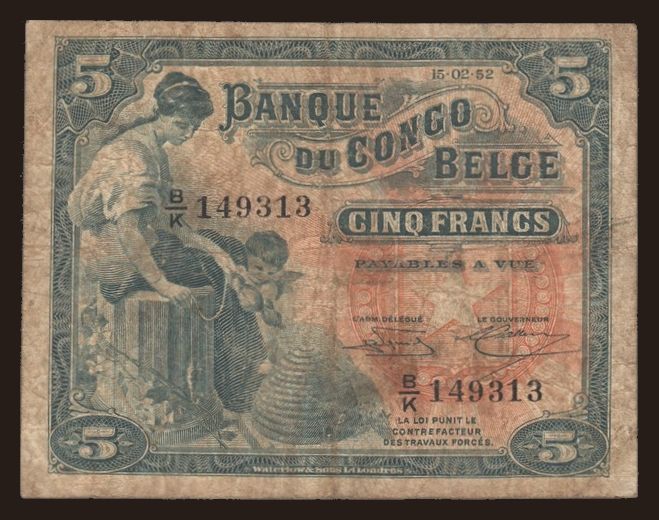 5
15-02-52
5
BANQUE
DU CONGO
BELGE
B/K 149313
CINQ FRANCS
PAYABLES A VUE
L'ADM. DÉLÉGUÉ
LE GOUVERNEUR
B/K 149313
LA LOI PUNIT LE
CONTREFACTEUR
DES TRAVAUX FORCÉS.
5
5
Waterlow & Sons Ld Londres